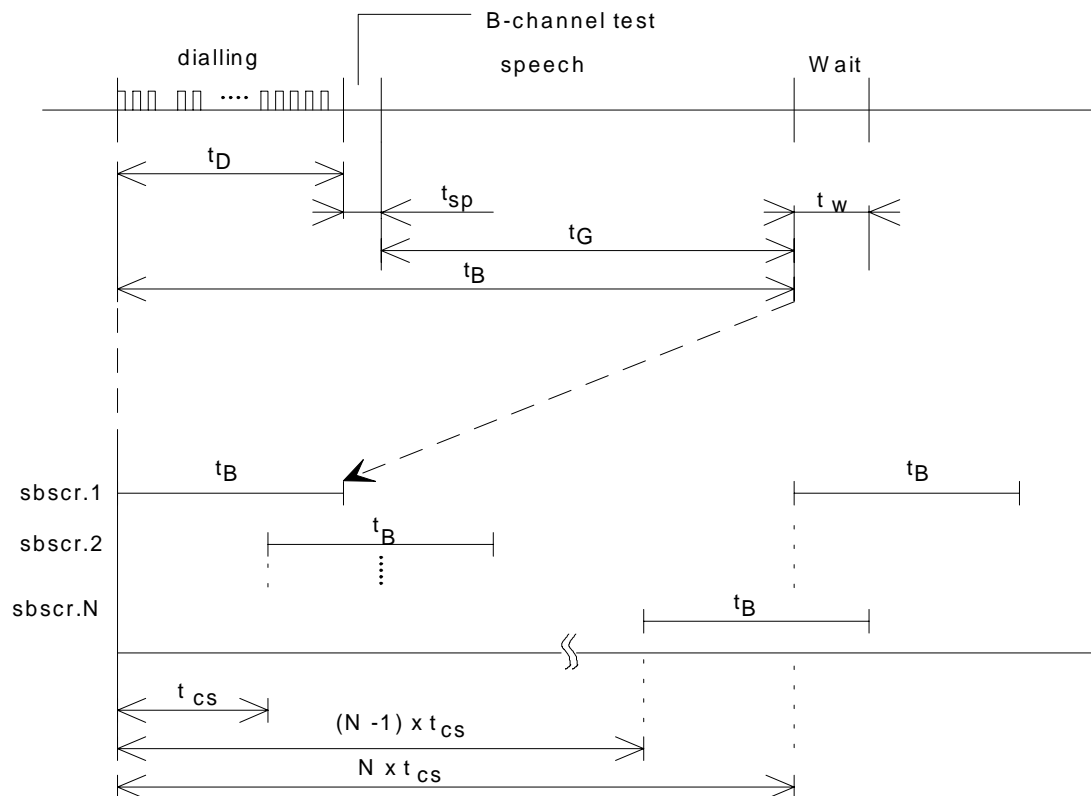 B-channel test
dialling
speech
Wait
tD
tsp
tw
tG
tB
sbscr.1
tB
tB
sbscr.2
tB
sbscr.N
tB
tcs
(N -1) x tcs
N x tcs